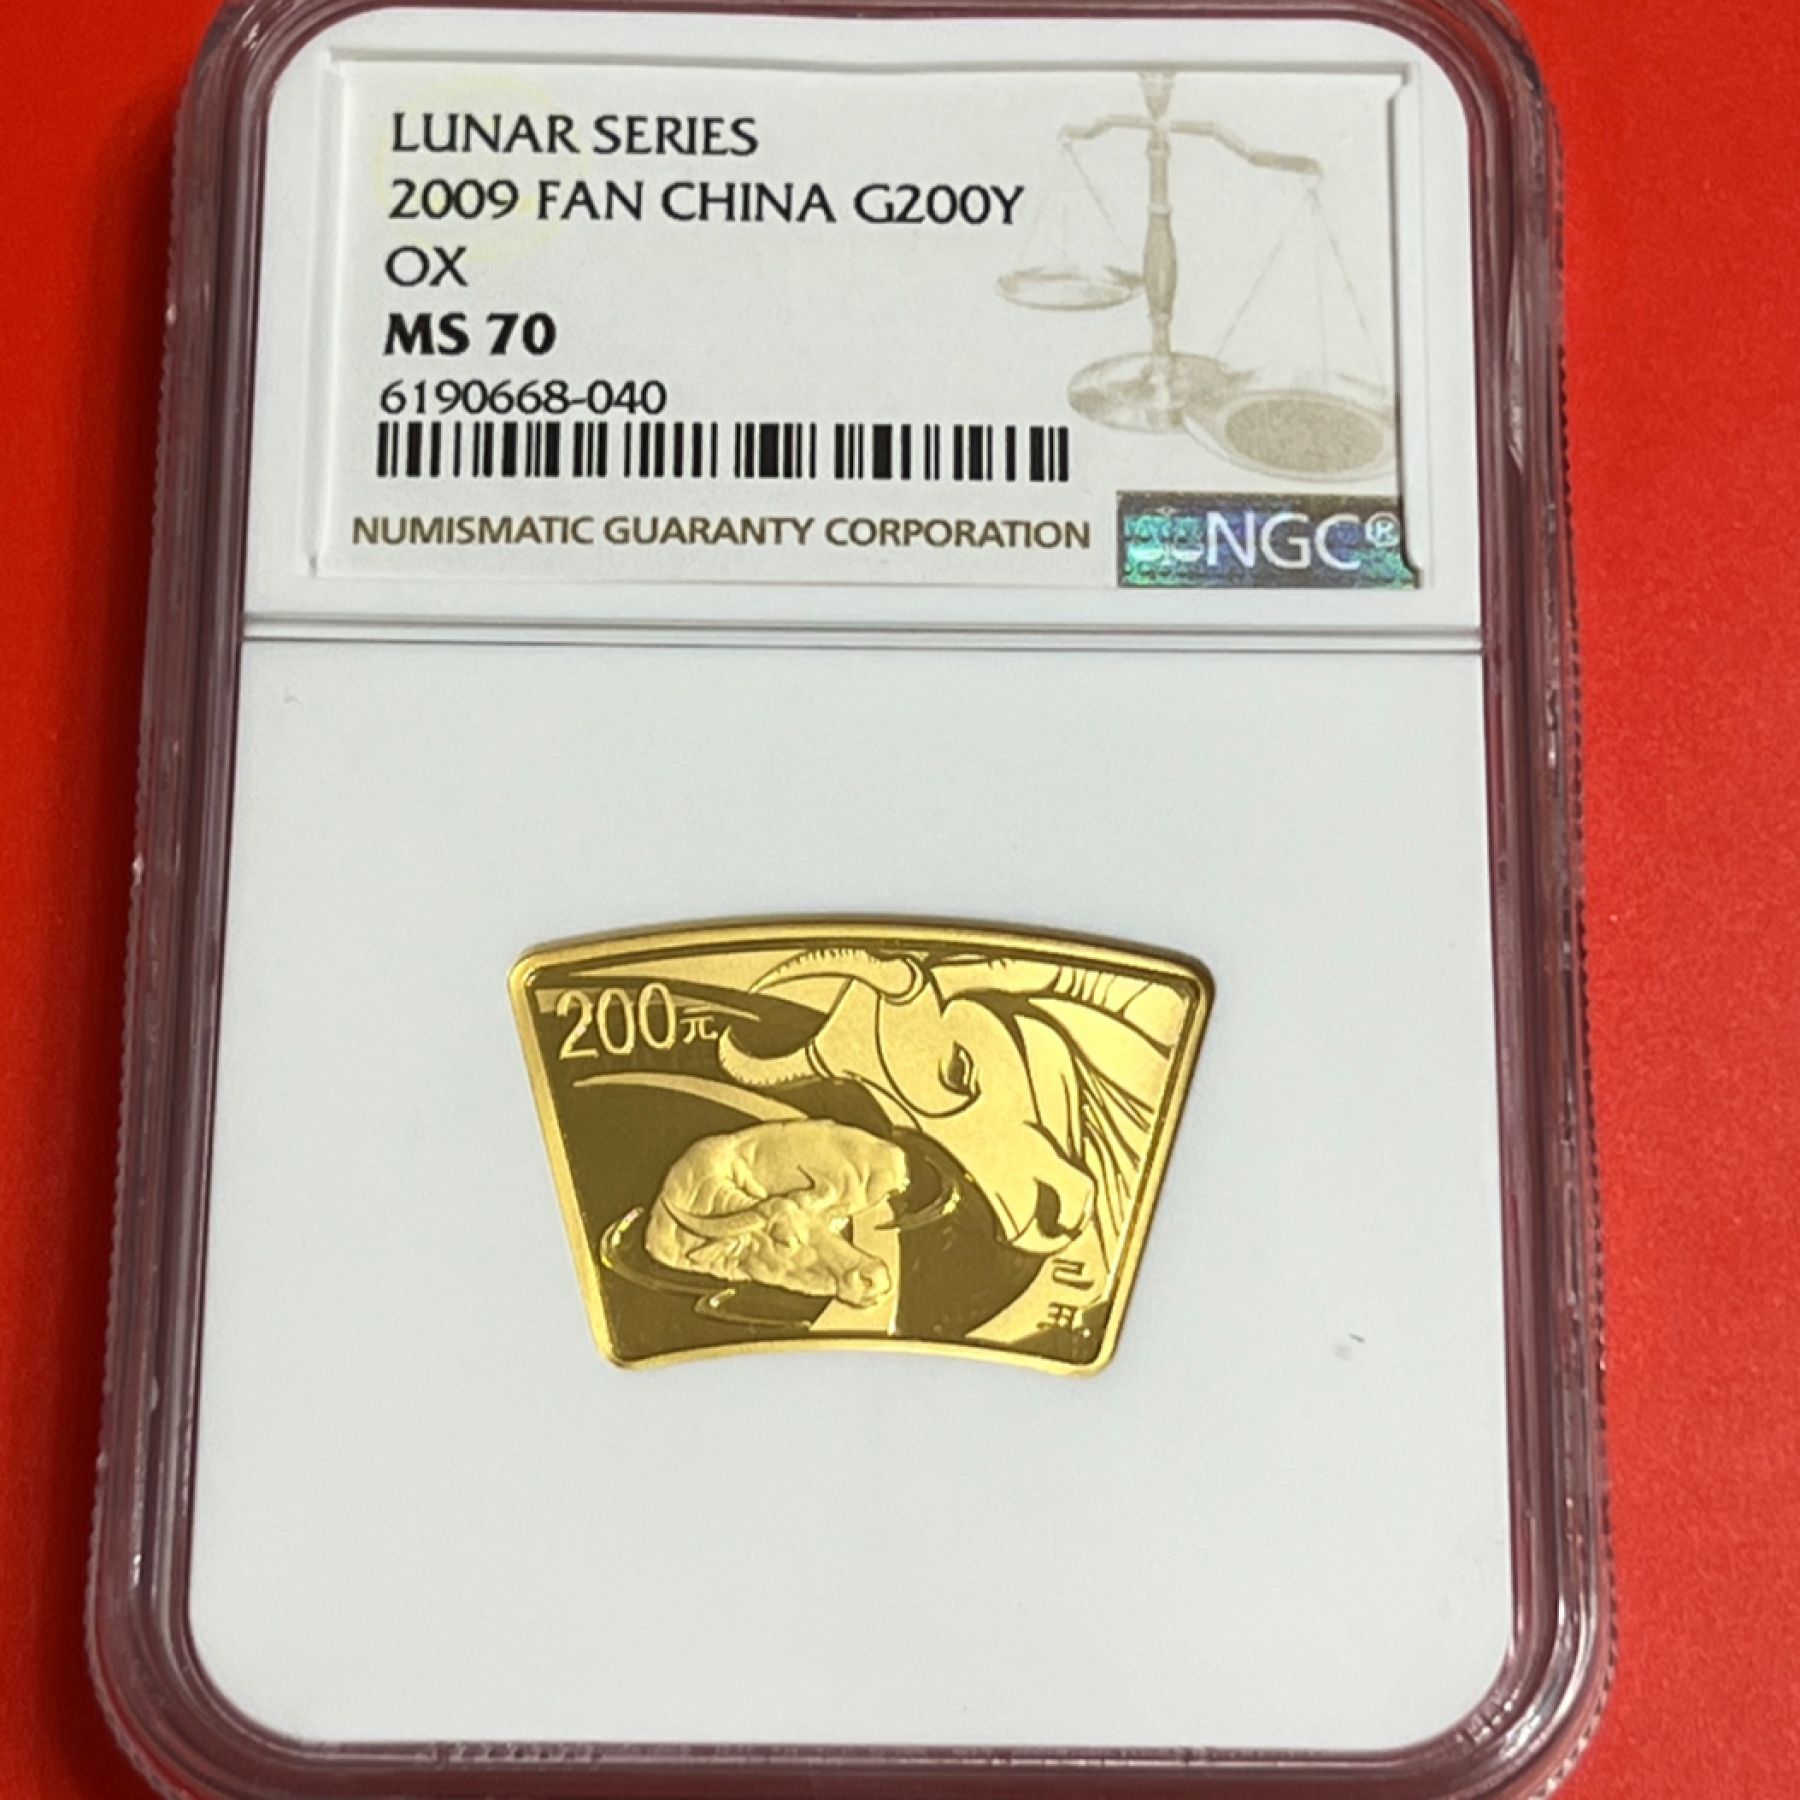 LUNAR SERIES
2009 FAN CHINA G200Y
OX
MS 70
6190668-040
NUMISMATIC GUARANTY CORPORATION
NGC®
200元
己
丑